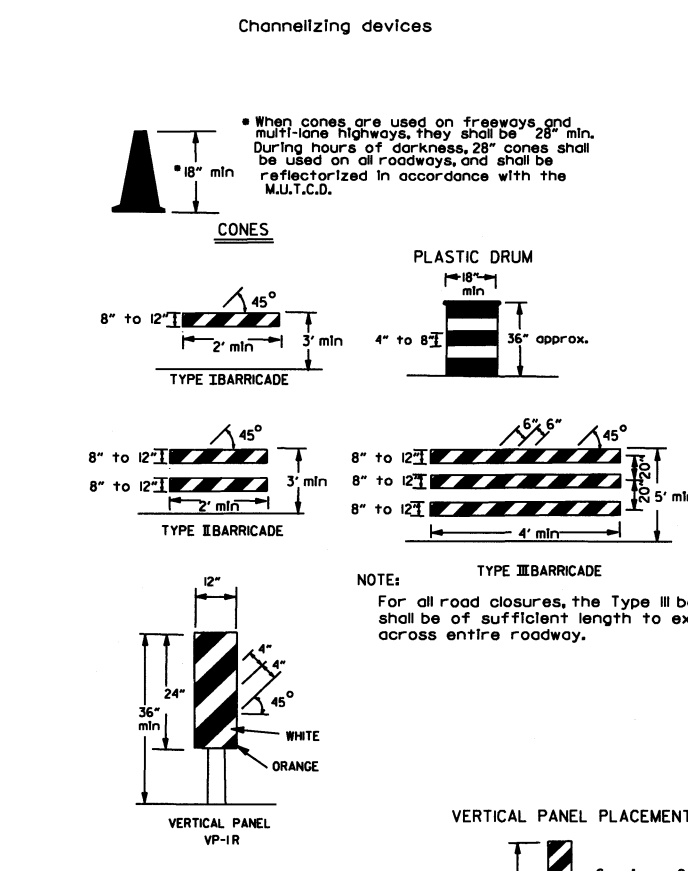 Channelizing devices
* When cones are used on freeways and
multi-lane highways, they shall be 28" min.
During hours of darkness, 28" cones shall
be used on all roadways, and shall be
reflectorized in accordance with the
M.U.T.C.D.
*18" min
CONES
PLASTIC DRUM
18"
min
4" to 8"
36" approx.
45°
8" to 12"
2' min
3' min
TYPE I BARRICADE
45°
8" to 12"
8" to 12"
2' min
3' min
TYPE II BARRICADE
6" 6"
45°
8" to 12"
8" to 12"
8" to 12"
20"
20"
5' min
4' min
TYPE III BARRICADE
NOTE:
For all road closures, the Type III
shall be of sufficient length to
across entire roadway.
12"
4"
4"
45°
24"
36"
min
WHITE
ORANGE
VERTICAL PANEL
VP-1R
VERTICAL PANEL PLACEMENT